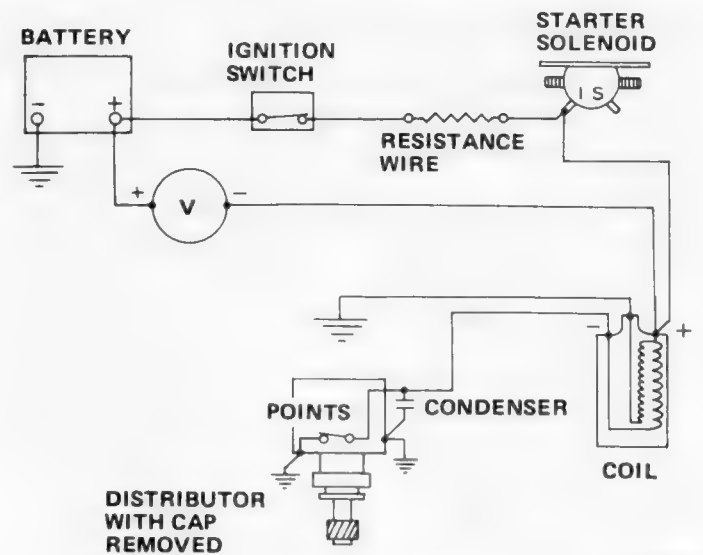 STARTER
SOLENOID
BATTERY
IGNITION
SWITCH
- +
I S
RESISTANCE
WIRE
+ V -
- +
POINTS
CONDENSER
COIL
DISTRIBUTOR
WITH CAP
REMOVED